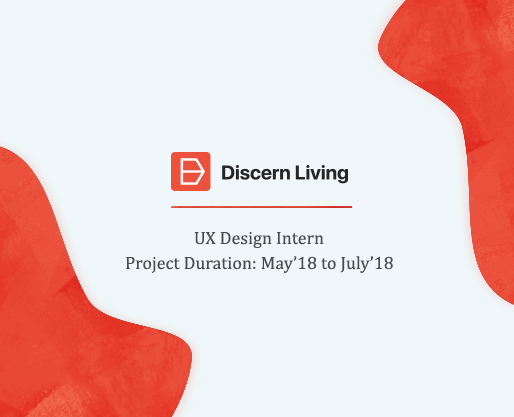 Discern Living
UX Design Intern
Project Duration: May’18 to July’18